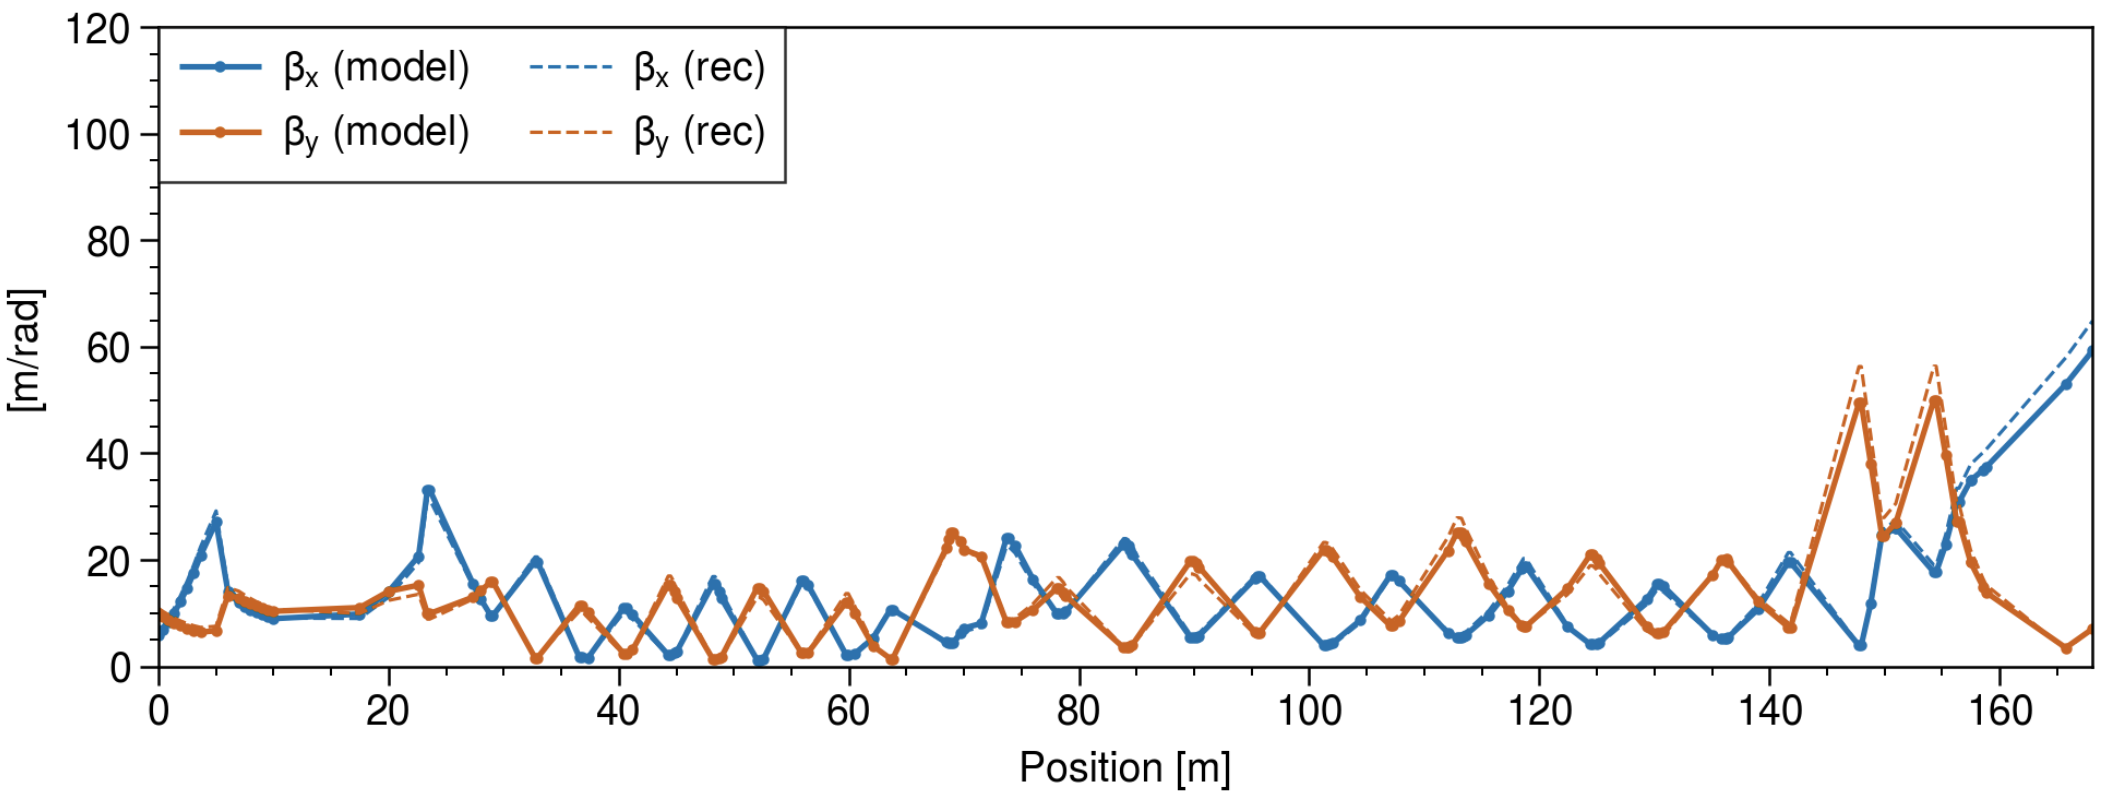 120
100
80
60
40
20
0
[m/rad]
βx (model)
βx (rec)
βy (model)
βy (rec)
0 20 40 60 80 100 120 140 160
Position [m]